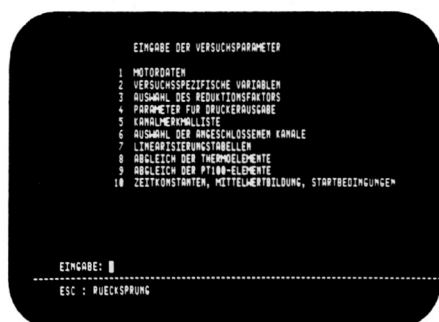 EINGABE DER VERSUCHSPARAMETER
1 MOTORDATEN
2 VERSUCHSSPEZIFISCHE VARIABLEN
3 AUSWAHL DES REDUKTIONSFAKTORS
4 PARAMETER FUR DRUCKERAUSGABE
5 KANALMERKMALLISTE
6 AUSWAHL DER ANGESCHLOSSENEN KANALE
7 LINEARISIERUNGSTABELLEN
8 ABGLEICH DER THERMOELEMENTE
9 ABGLEICH DER PT100-ELEMENTE
10 ZEITKONSTANTEN, MITTELWERTBILDUNG, STARTBEDINGUNGEN
EINGABE:
ESC : RUECKSPRUNG